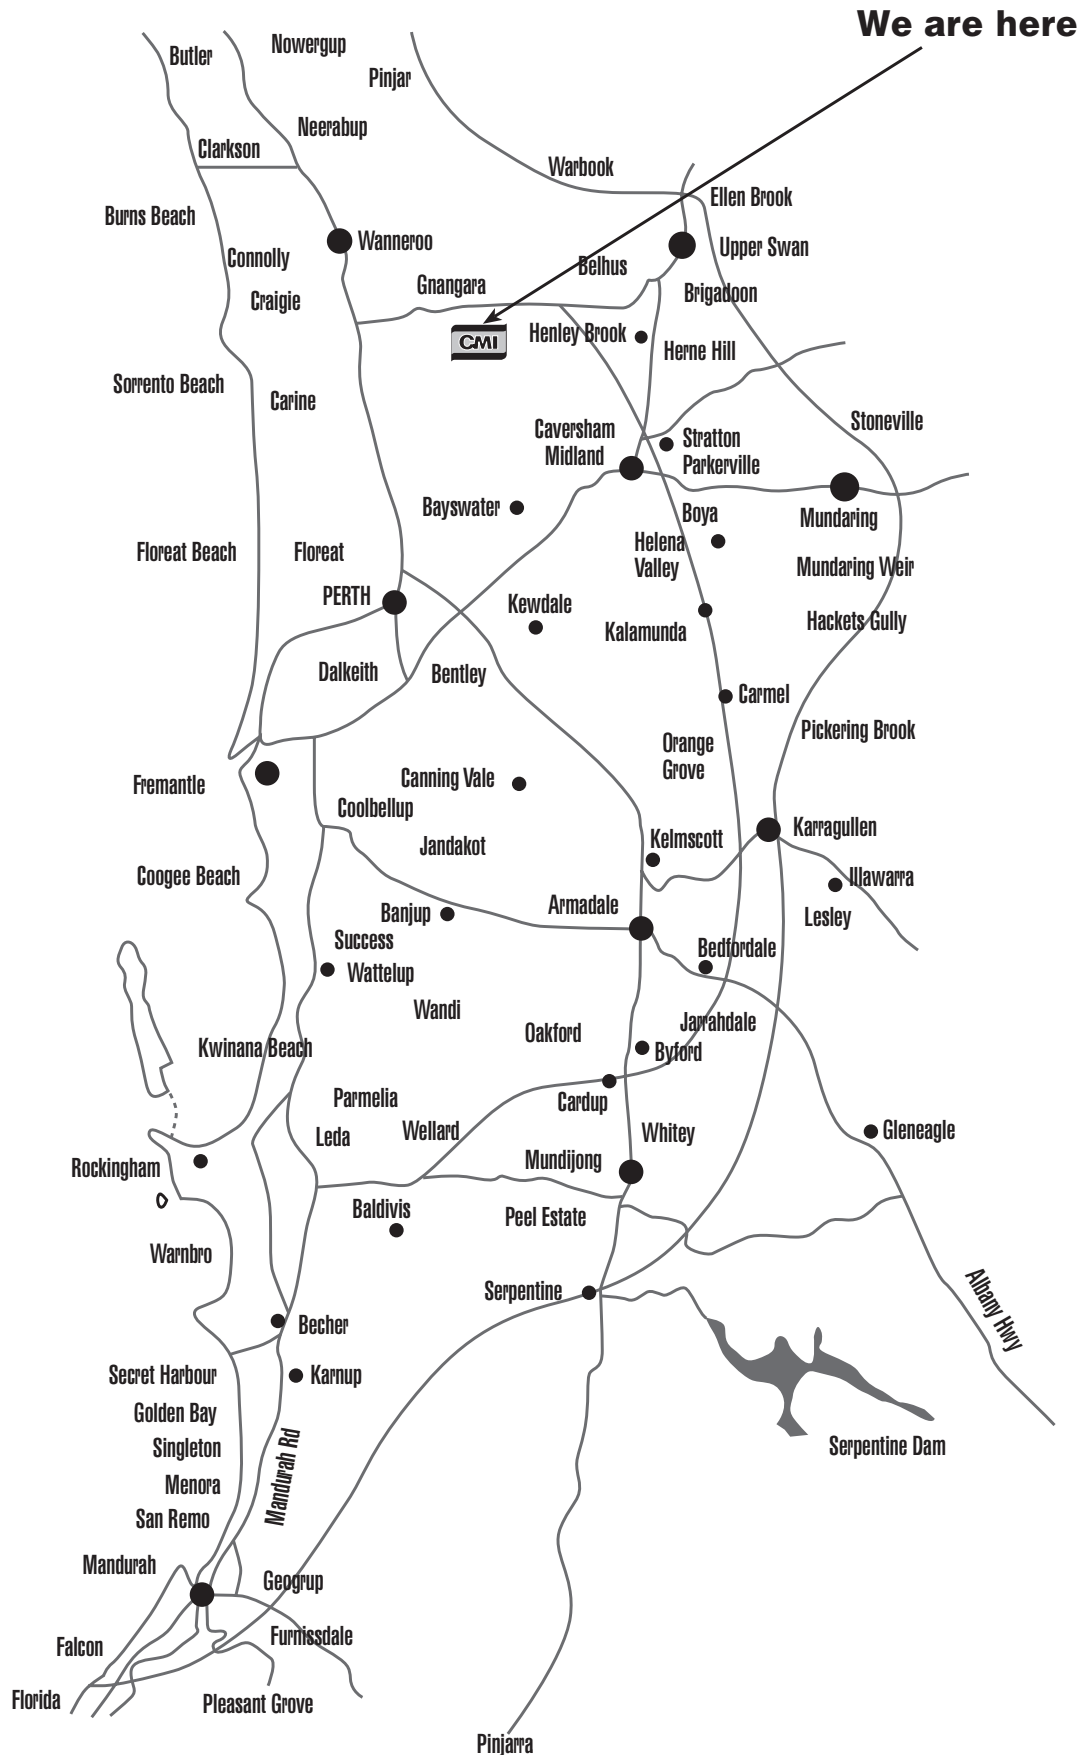 We are here
Nowergup
Butler
Pinjar
Neerabup
Clarkson
Warbook
Ellen Brook
Burns Beach
Wanneroo
Upper Swan
Connolly
Belhus
Gnangara
Brigadoon
Craigie
Henley Brook
CMI
Herne Hill
Sorrento Beach
Carine
Stoneville
Caversham
Midland
Stratton
Parkerville
Bayswater
Boya
Mundaring
Floreat Beach
Floreat
Helena
Valley
Mundaring Weir
PERTH
Kewdale
Kalamunda
Hackets Gully
Dalkeith
Bentley
Carmel
Pickering Brook
Orange
Grove
Fremantle
Canning Vale
Coolbellup
Karragullen
Jandakot
Kelmscott
Coogee Beach
Illawarra
Banjup
Armadale
Lesley
Success
Bedfordale
Wattelup
Wandi
Jarrahdale
Oakford
Kwinana Beach
Byford
Parmelia
Cardup
Leda
Wellard
Whitey
Gleneagle
Rockingham
Mundijong
Baldivis
Peel Estate
Warnbro
Serpentine
Albany Hwy
Becher
Secret Harbour
Karnup
Golden Bay
Singleton
Serpentine Dam
Mandurah Rd
Menora
San Remo
Mandurah
Geogrup
Furnissdale
Falcon
Florida
Pleasant Grove
Pinjarra